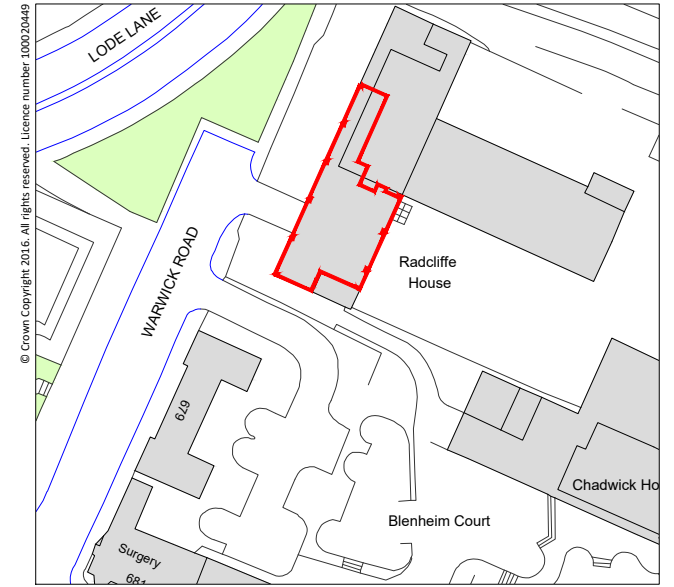 © Crown Copyright 2016. All rights reserved. Licence number 100020449
LODE LANE
WARWICK ROAD
Radcliffe
House
679
Chadwick Ho
Blenheim Court
Surgery
681